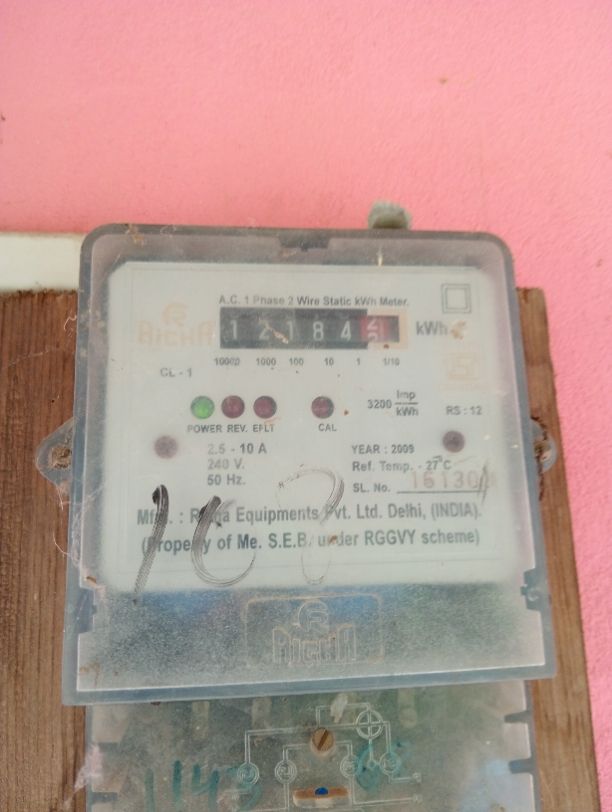 A.C. 1 Phase 2 Wire Static kWh Meter.
RICHA
1 2 1 8 4 kWh
10000 1000 100 10 1 1/10
CL - 1
3200 Imp
kWh
RS : 12
POWER REV. E/LT CAL
2.5 - 10 A
240 V.
50 Hz.
YEAR : 2009
Ref. Temp. - 27°C
SL. No.
Equipments Pvt. Ltd. Delhi, (INDIA).
(Property of Me. S.E.B. under RGGVY scheme)
RICHA